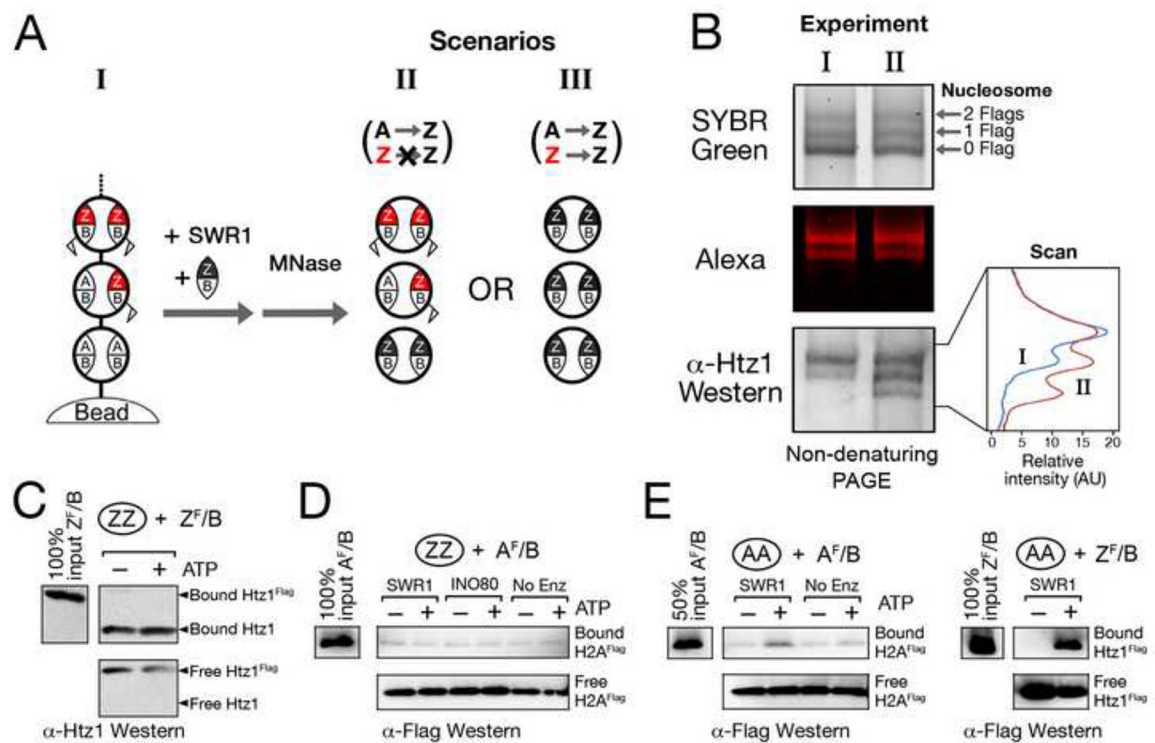 A
Scenarios
I
II
III
(A → Z)
(Z ✖ Z)
(A → Z)
(Z → Z)
Z Z
B B
A Z
B B
A A
B B
Bead
+ SWR1
+ Z
B
MNase
Z Z
B B
A Z
B B
Z Z
B B
OR
Z Z
B B
Z Z
B B
Z Z
B B
B
Experiment
I II
Nucleosome
SYBR
Green
2 Flags
1 Flag
0 Flag
Alexa
α-Htz1
Western
Non-denaturing
PAGE
Scan
I
II
0 5 10 15 20
Relative
intensity (AU)
C
100%
input Zᶠ/B
ZZ + Zᶠ/B
− + ATP
Bound Htz1Flag
Bound Htz1
Free Htz1Flag
Free Htz1
α-Htz1 Western
D
100%
input Aᶠ/B
ZZ + Aᶠ/B
SWR1 INO80 No Enz
− + − + − + ATP
Bound
H2AFlag
Free
H2AFlag
α-Flag Western
E
50%
input Aᶠ/B
AA + Aᶠ/B
SWR1 No Enz
− + − + ATP
Bound
H2AFlag
Free
H2AFlag
α-Flag Western
100%
input Zᶠ/B
AA + Zᶠ/B
SWR1
− +
Bound
Htz1Flag
Free
Htz1Flag
α-Flag Western